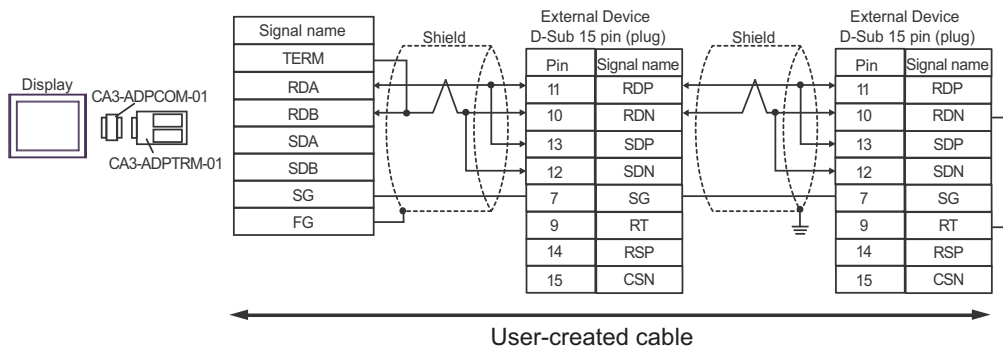 Display
CA3-ADPCOM-01
CA3-ADPTRM-01
Signal name
TERM
RDA
RDB
SDA
SDB
SG
FG
Shield
External Device
D-Sub 15 pin (plug)
Pin Signal name
11 RDP
10 RDN
13 SDP
12 SDN
7 SG
9 RT
14 RSP
15 CSN
Shield
External Device
D-Sub 15 pin (plug)
Pin Signal name
11 RDP
10 RDN
13 SDP
12 SDN
7 SG
9 RT
14 RSP
15 CSN
User-created cable